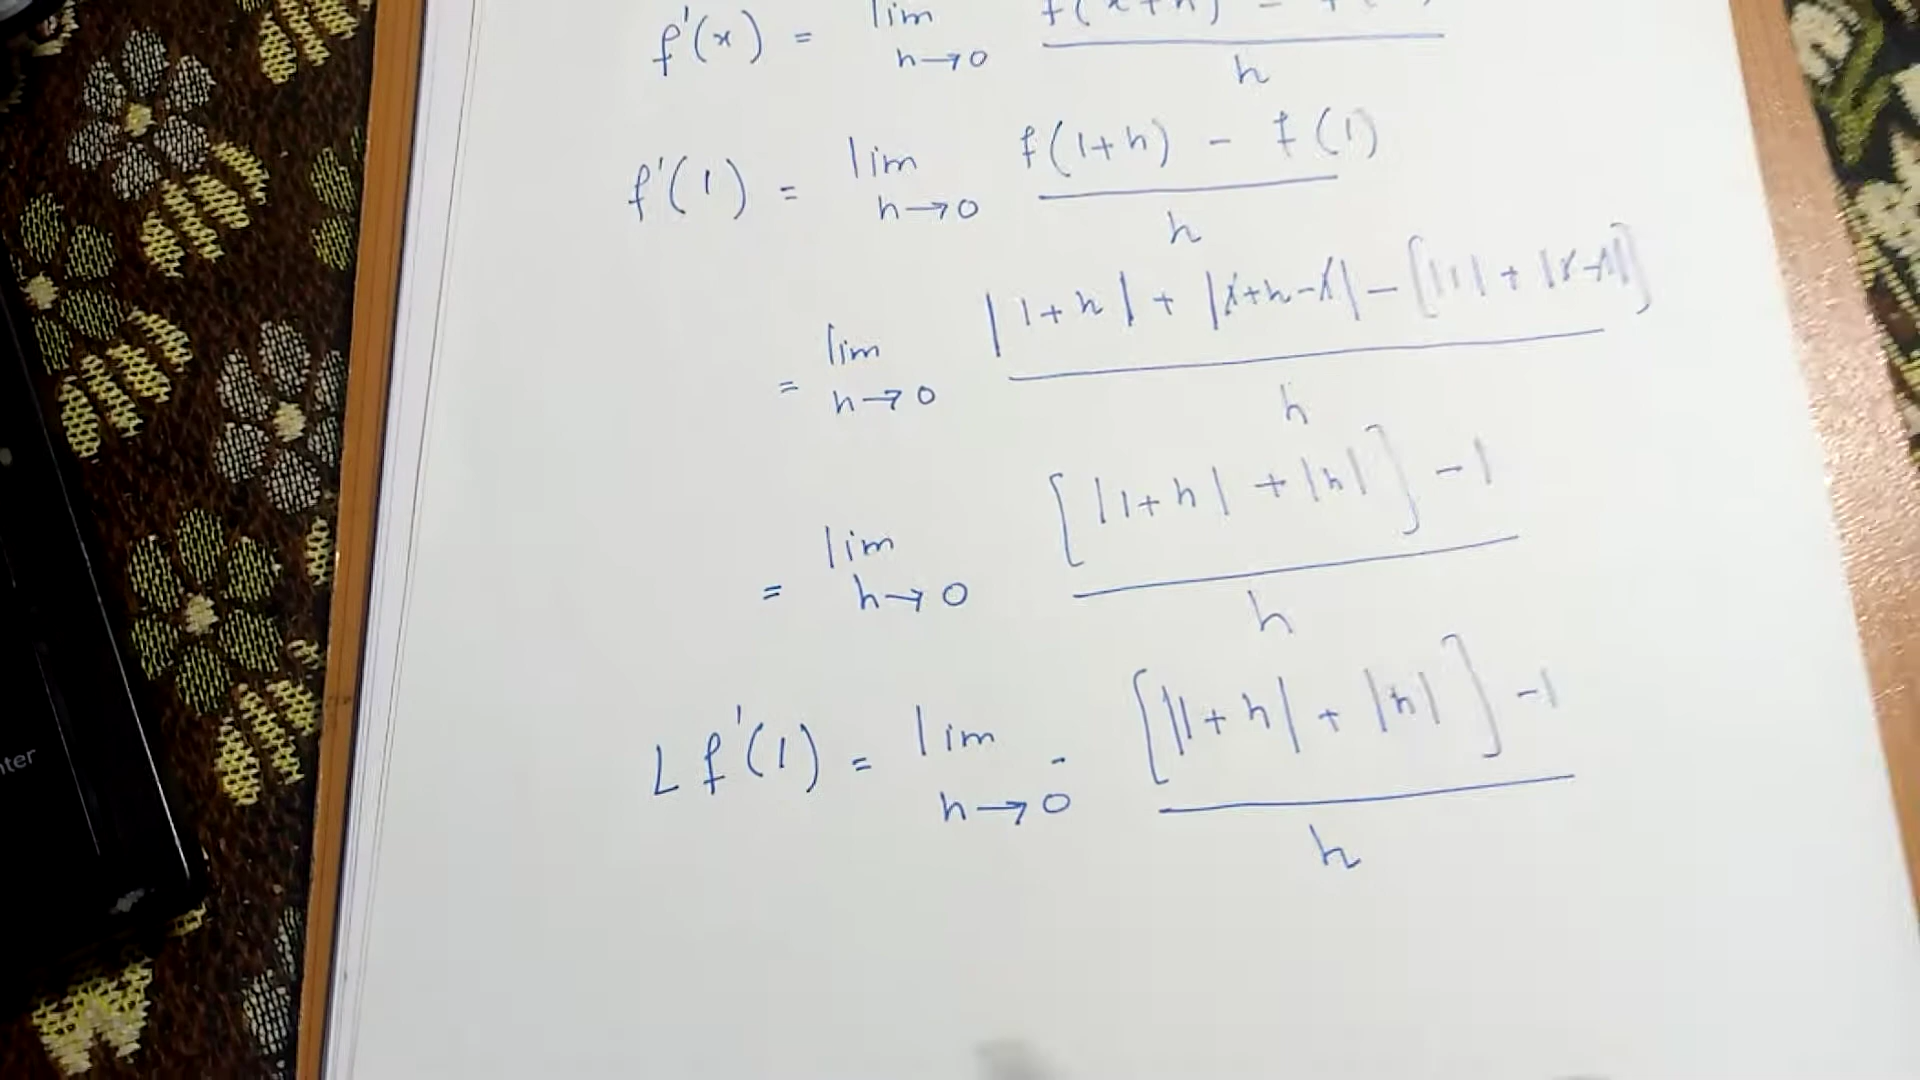 f'(x) = lim h→0 f(x+h) - f( / h
f'(1) = lim h→0 f(1+h) - f(1) / h
= lim h→0 |1+h| + |1+h-1| - [|1| + |1-1|] / h
= lim h→0 [|1+h| + |h|] - 1 / h
Lf'(1) = lim h→0⁻ [|1+h| + |h|] - 1 / h